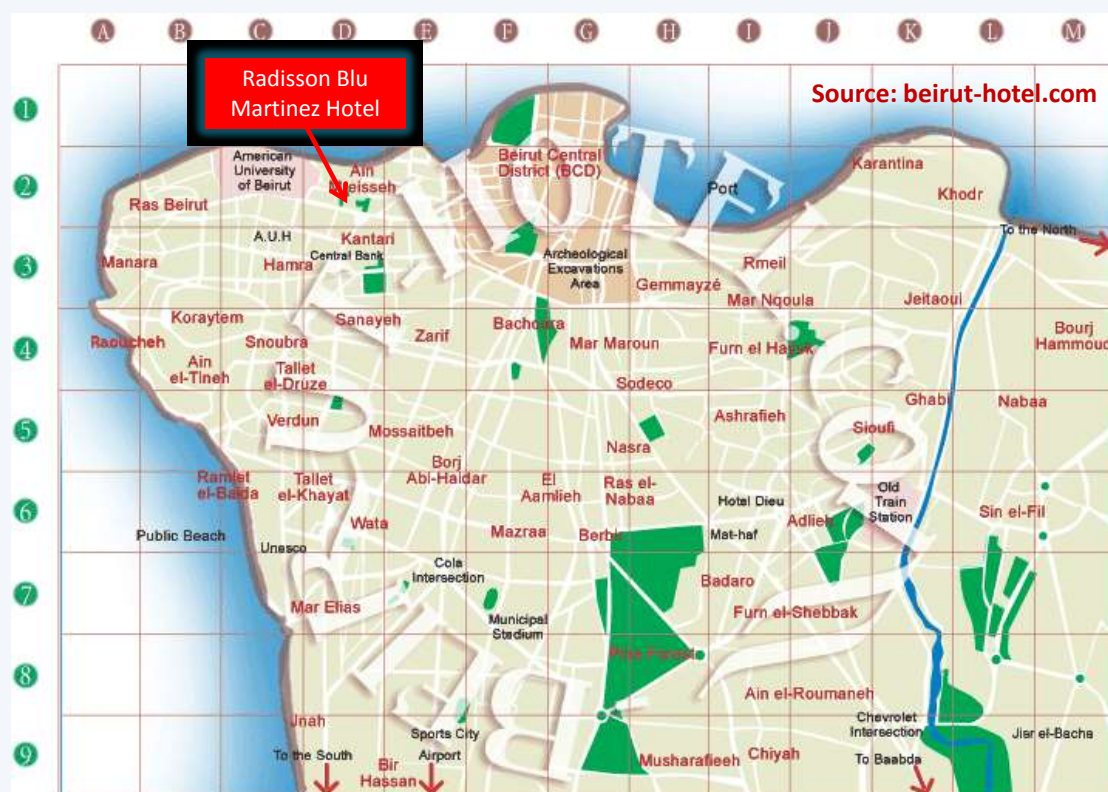 A B C D E F G H I J K L M
Radisson Blu
Martinez Hotel
Source: beirut-hotel.com
1
American
University
of Beirut
Ain
Mreisseh
Beirut Central
District (BCD)
Port
Karantina
Khodr
2
Ras Beirut
A.U.H
Kantari
To the North
3
Manara
Hamra
Central Bank
Archeological
Excavations
Area
Gemmayzé
Rmeil
Mar Nqoula
Jeitaoui
Koraytem
Sanayeh
Zarif
Bachoura
Bourj
Hammoud
4
Raoucheh
Snoubra
Mar Maroun
Furn el Hayek
Ain
el-Tineh
Tallet
el-Druze
Sodeco
Ghabi
Nabaa
5
Verdun
Mossaitbeh
Nasra
Ashrafieh
Sioufi
Ramlet
el-Baida
Tallet
el-Khayat
Borj
Abi-Haidar
El
Aamlieh
Ras el-
Nabaa
Hotel Dieu
Old
Train
Station
6
Sin el-Fil
Public Beach
Wata
Mazraa
Berbir
Mat-haf
Adlieh
Unesco
Cola
Intersection
Badaro
7
Mar Elias
Municipal
Stadium
Furn el-Shebbak
8
Pine Forest
Ain el-Roumaneh
Jnah
Sports City
Chevrolet
Intersection
Jisr el-Bacha
9
To the South
Bir
Hassan
Airport
Musharafieeh
Chiyah
To Baabda
BEIRUT-HOTEL.COM